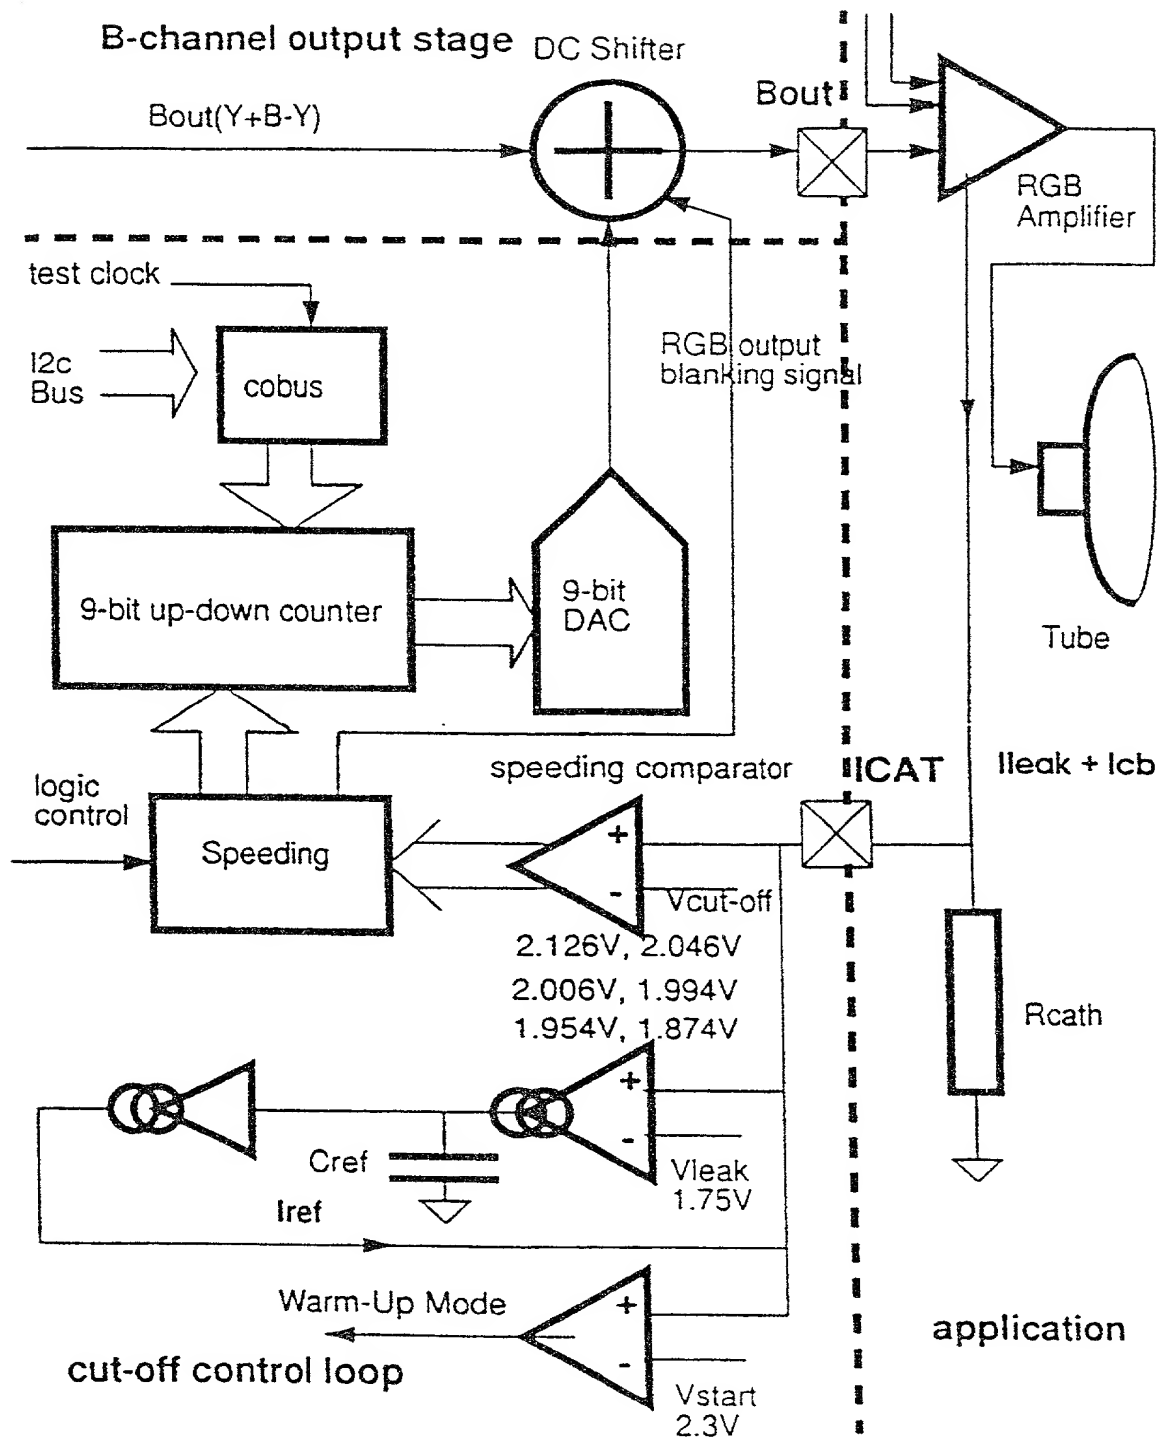 B-channel output stage
DC Shifter
Bout
Bout(Y+B-Y)
RGB
Amplifier
test clock
I2c
Bus
cobus
RGB output
blanking signal
9-bit up-down counter
9-bit
DAC
Tube
logic
control
speeding comparator
ICAT
Ileak + Icb
Speeding
+
-
Vcut-off
2.126V, 2.046V
2.006V, 1.994V
1.954V, 1.874V
Rcath
+
-
Cref
Vleak
1.75V
Iref
Warm-Up Mode
+
-
cut-off control loop
Vstart
2.3V
application